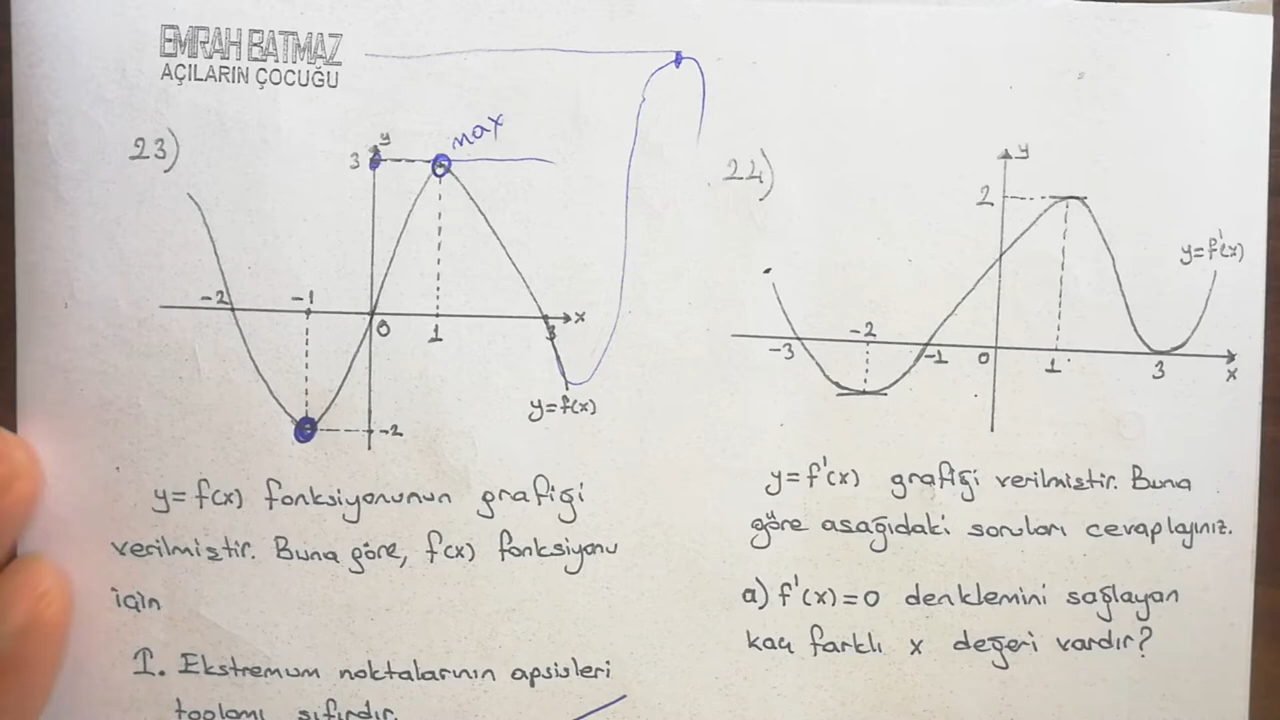 EMRAH BATMAZ
AÇILARIN ÇOCUĞU
23)
max
y
3
-2
-1
0
1
3
x
-2
y=f(x)
y=f(x) fonksiyonunun grafiği
verilmiştir. Buna göre, f(x) fonksiyonu
için
I. Ekstremum noktalarının apsisleri
toplamı sıfırdır.
24)
y
2
y=f'(x)
-3
-2
-1
0
1
3
x
y=f'(x) grafiği verilmiştir. Buna
göre aşağıdaki soruları cevaplayınız.
a) f'(x)=0 denklemini sağlayan
kaç farklı x değeri vardır?